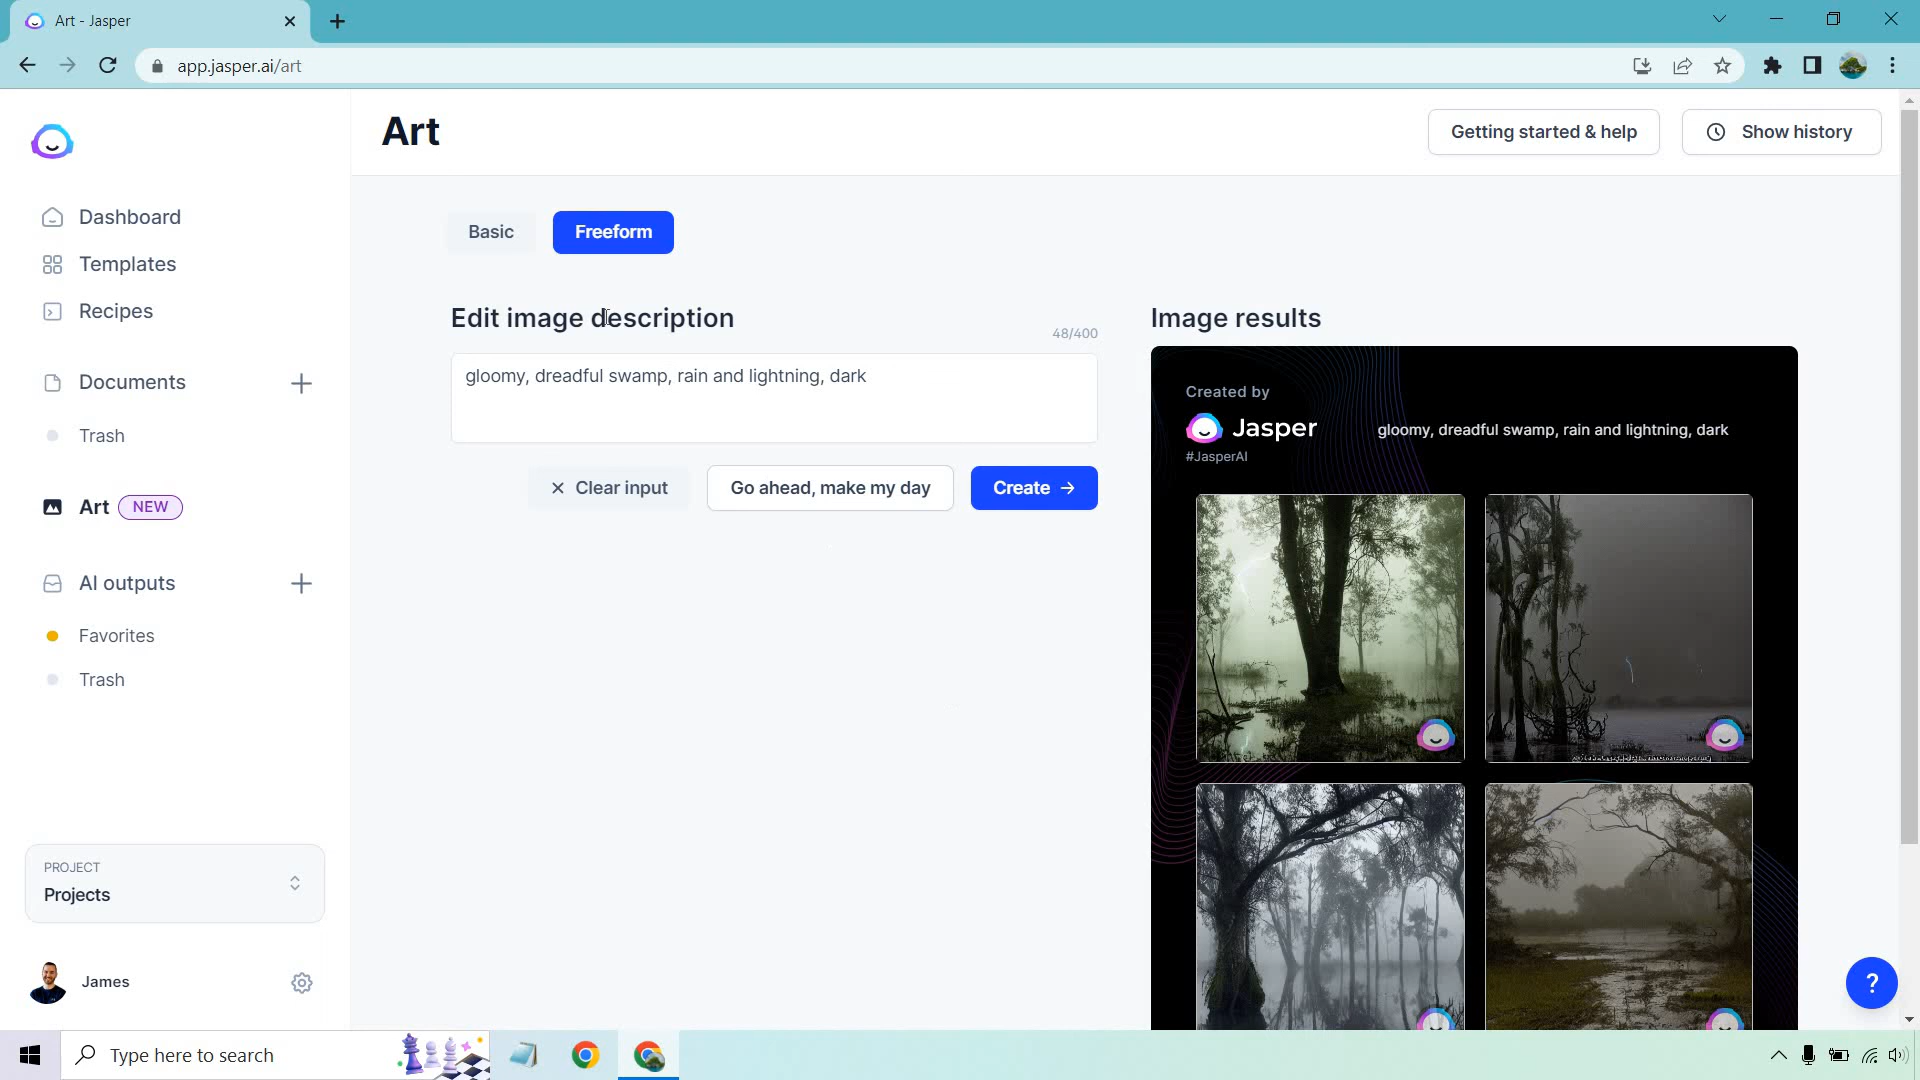 Art - Jasper
app.jasper.ai/art
Art
Getting started & help
Show history
Dashboard
Templates
Recipes
Documents
Trash
Art NEW
AI outputs
Favorites
Trash
PROJECT
Projects
James
Basic
Freeform
Edit image description
48/400
gloomy, dreadful swamp, rain and lightning, dark
Clear input
Go ahead, make my day
Create
Image results
Created by
Jasper
#JasperAI
gloomy, dreadful swamp, rain and lightning, dark
?
Type here to search